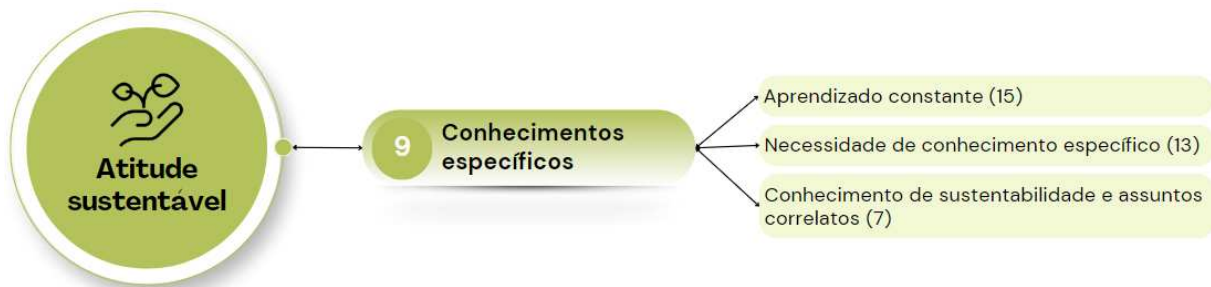 Atitude
sustentável
9
Conhecimentos
específicos
Aprendizado constante (15)
Necessidade de conhecimento específico (13)
Conhecimento de sustentabilidade e assuntos
correlatos (7)